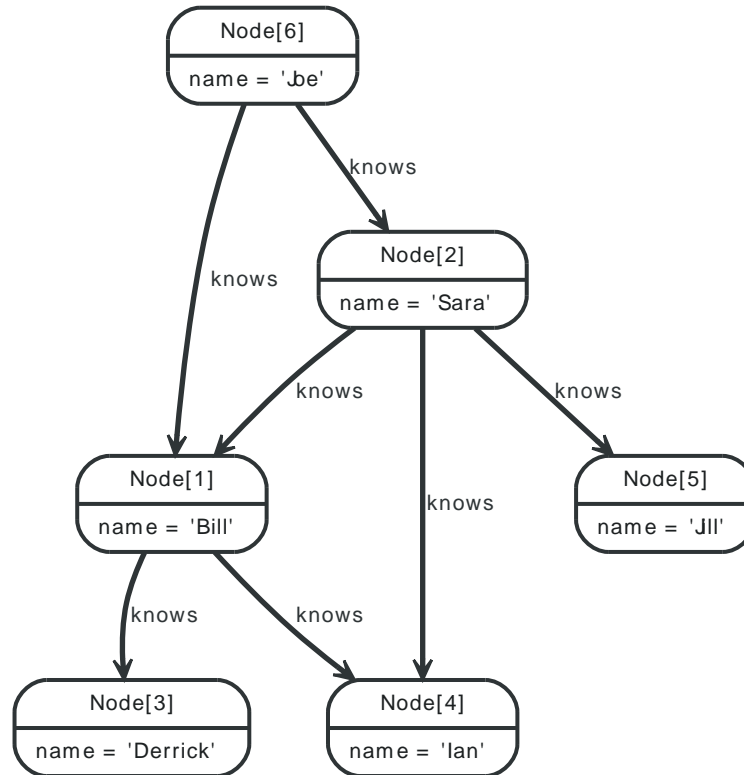 Node[6]
name = 'Joe'
knows
Node[2]
knows
name = 'Sara'
knows
knows
Node[1]
Node[5]
knows
name = 'Bill'
name = 'Jill'
knows
knows
Node[3]
Node[4]
name = 'Derrick'
name = 'Ian'